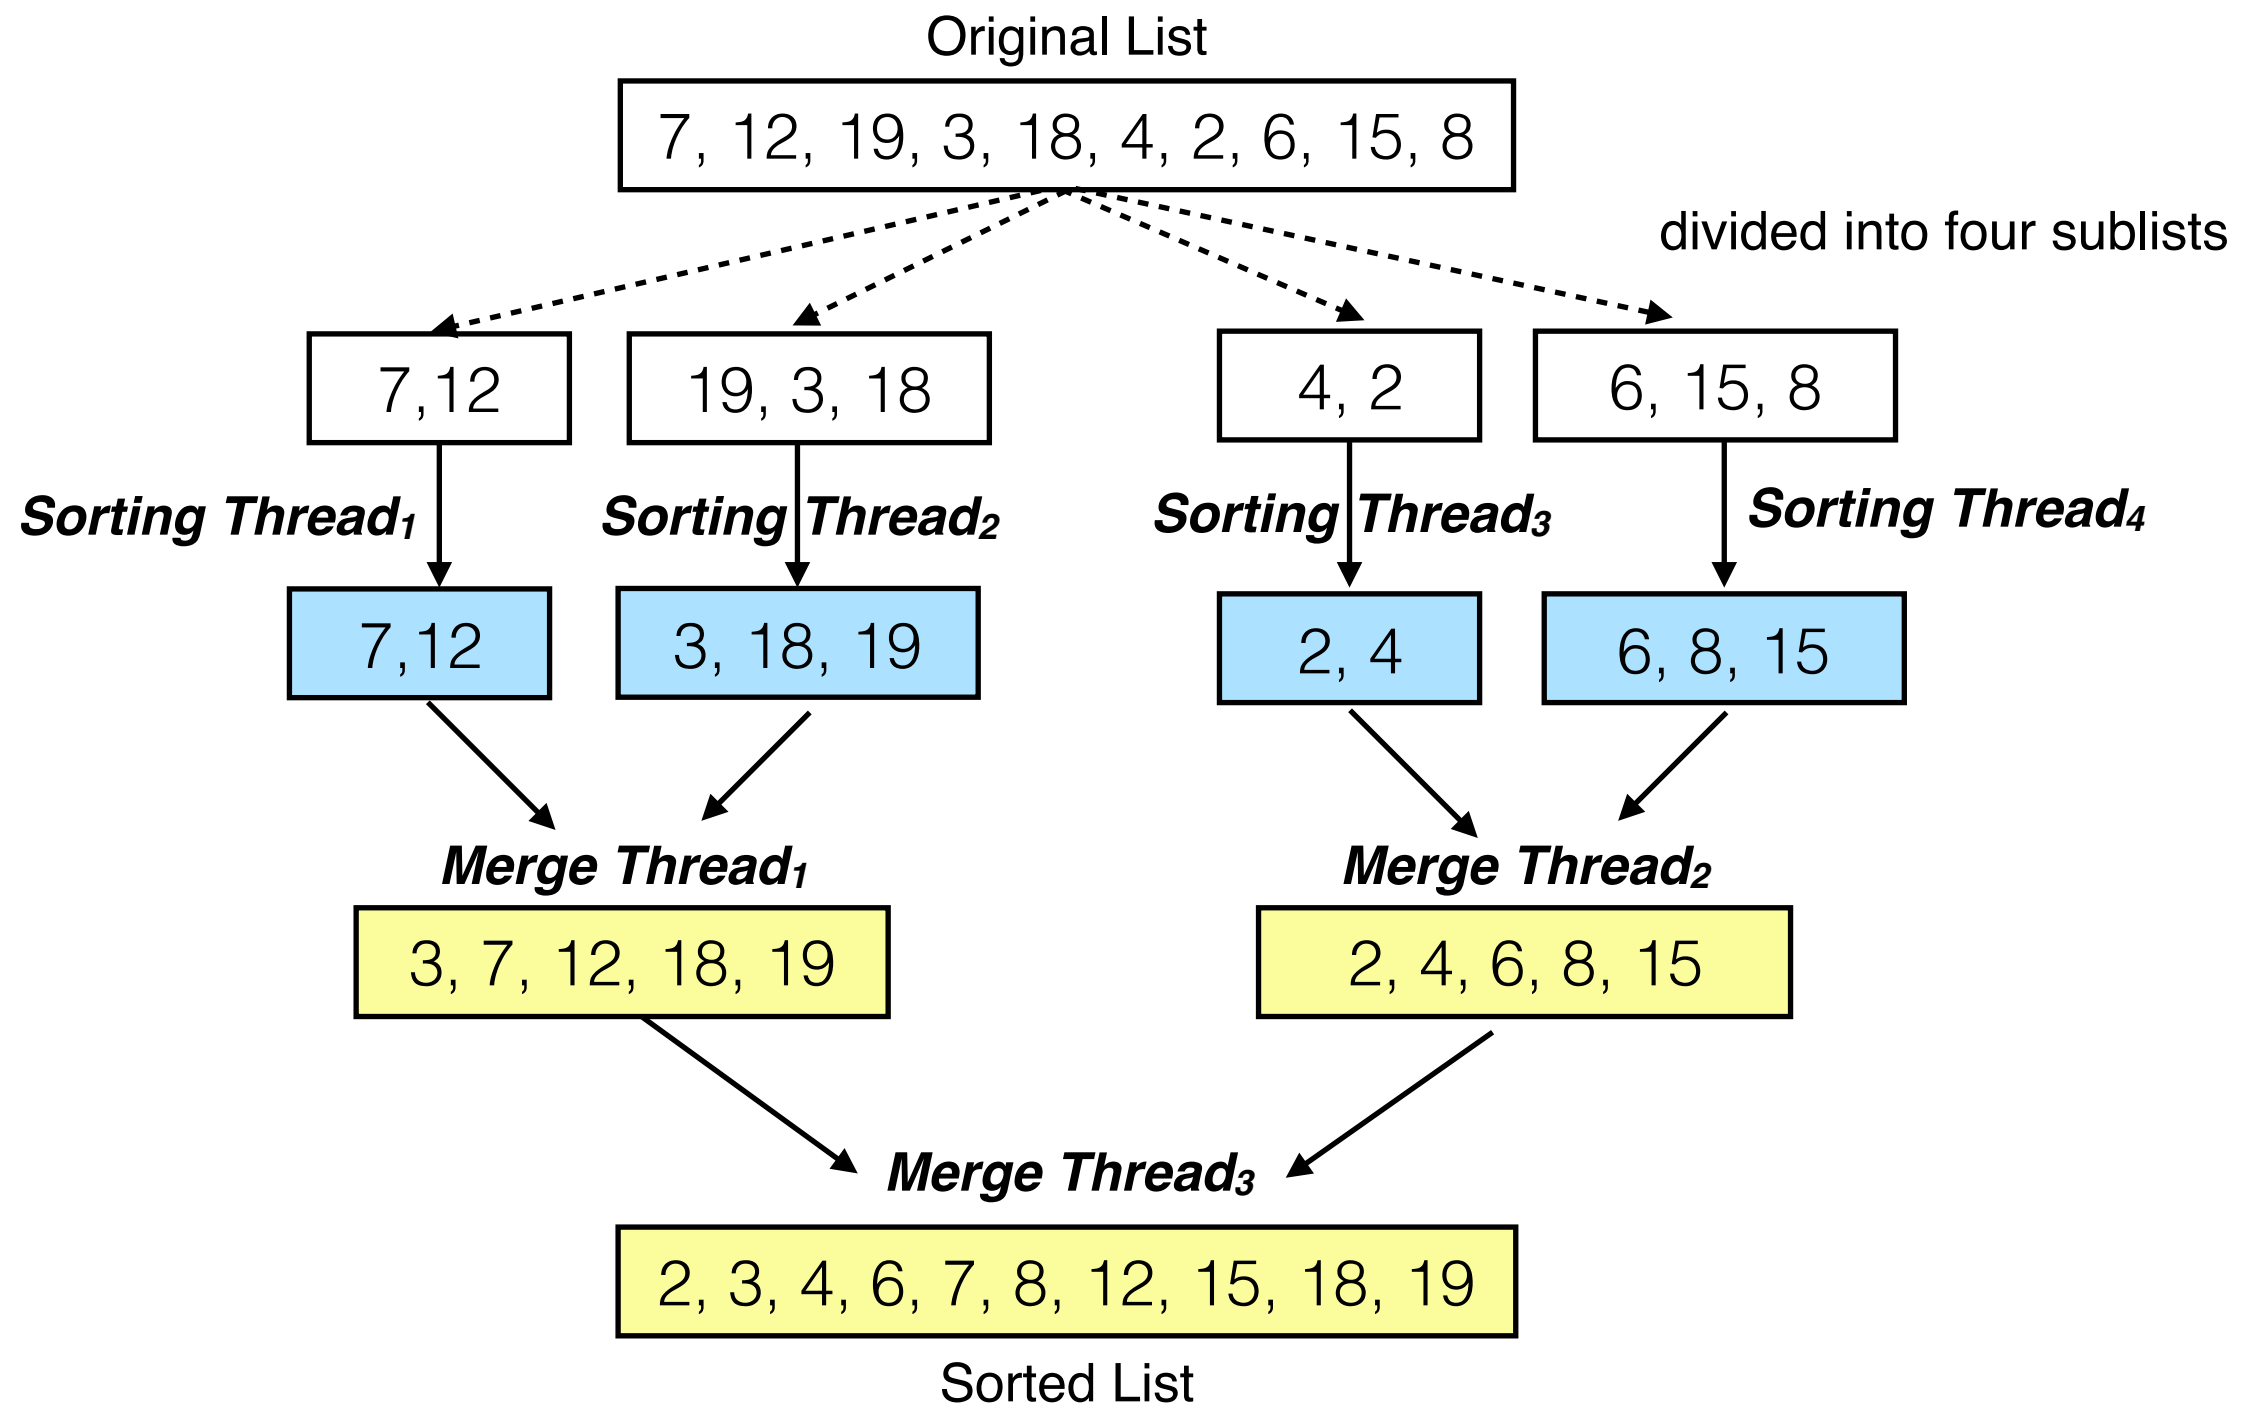 Original List
7, 12, 19, 3, 18, 4, 2, 6, 15, 8
divided into four sublists
7,12
19, 3, 18
4, 2
6, 15, 8
Sorting Thread1
Sorting Thread2
Sorting Thread3
Sorting Thread4
7,12
3, 18, 19
2, 4
6, 8, 15
Merge Thread1
Merge Thread2
3, 7, 12, 18, 19
2, 4, 6, 8, 15
Merge Thread3
2, 3, 4, 6, 7, 8, 12, 15, 18, 19
Sorted List